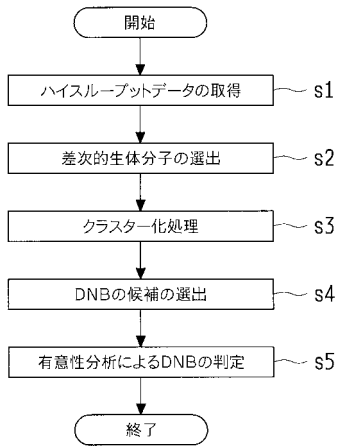 開始
ハイスループットデータの取得 s1
差次的生体分子の選出 s2
クラスター化処理 s3
DNBの候補の選出 s4
有意性分析によるDNBの判定 s5
終了